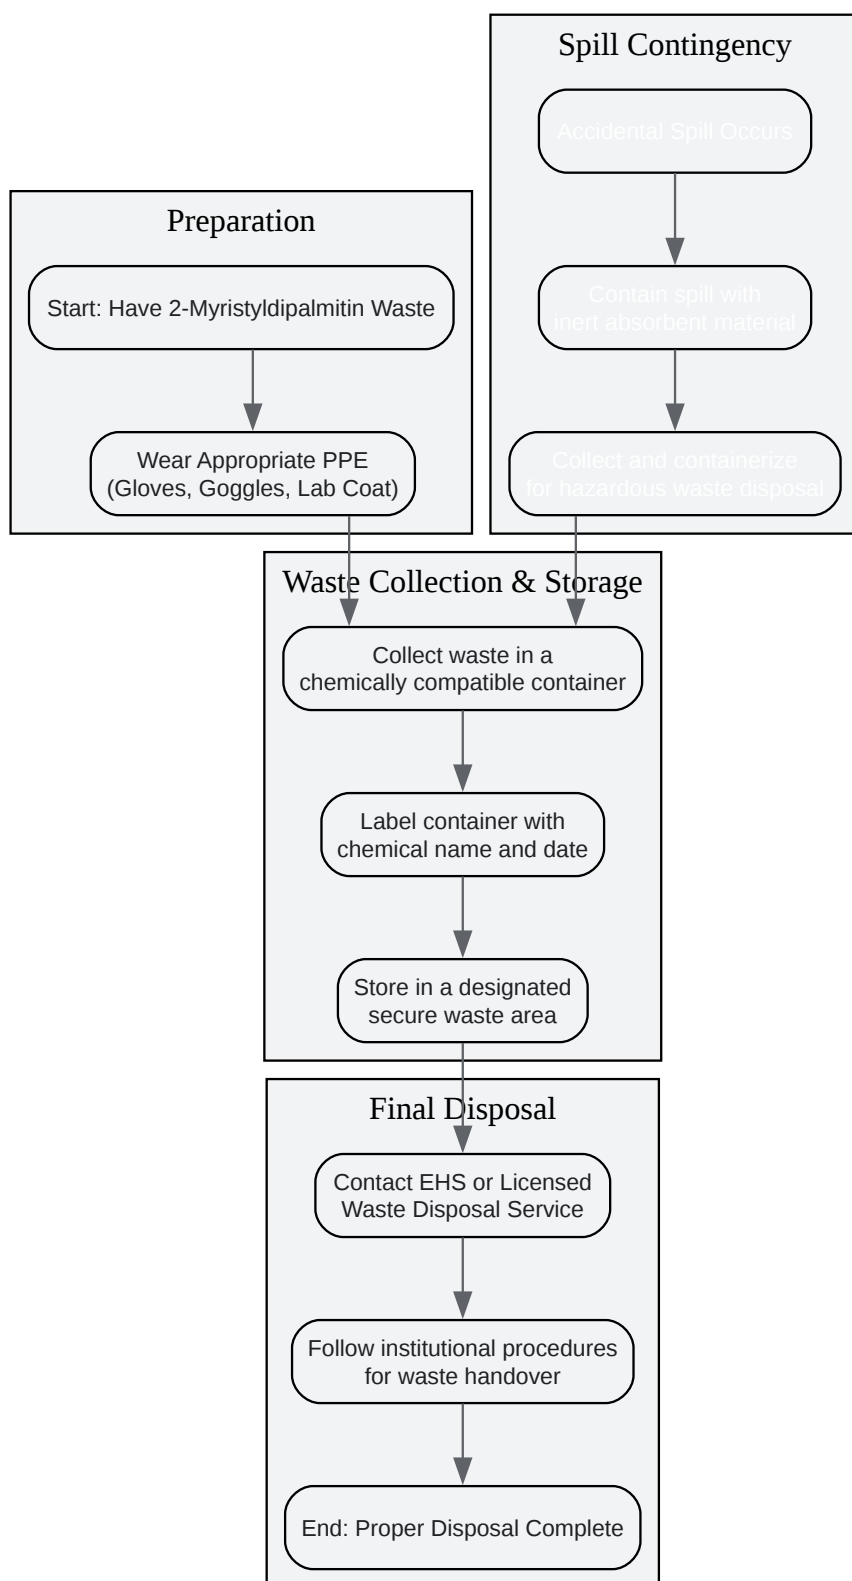 Spill Contingency
Accidental Spill Occurs
Contain spill with
inert absorbent material
Collect and containerize
for hazardous waste disposal
Preparation
Start: Have 2-Myristyldipalmitin Waste
Wear Appropriate PPE
(Gloves, Goggles, Lab Coat)
Waste Collection & Storage
Collect waste in a
chemically compatible container
Label container with
chemical name and date
Store in a designated
secure waste area
Final Disposal
Contact EHS or Licensed
Waste Disposal Service
Follow institutional procedures
for waste handover
End: Proper Disposal Complete